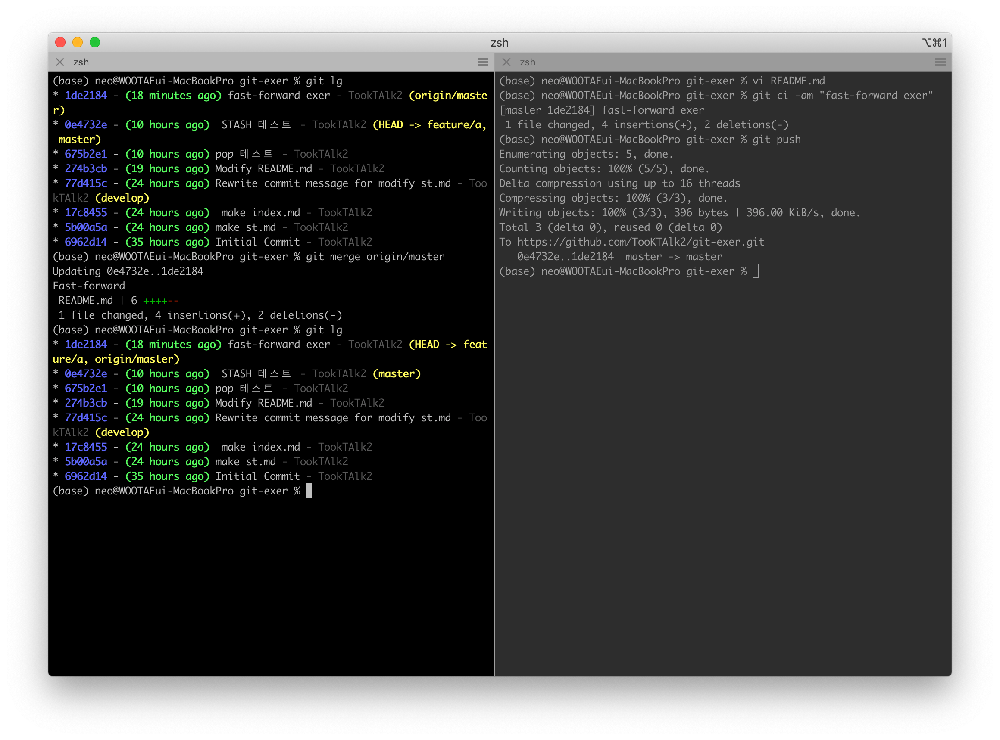 zsh
⌥⌘1
zsh
(base) neo@WOOTAEui-MacBookPro git-exer % git lg
* 1de2184 - (18 minutes ago) fast-forward exer - TookTAlk2 (origin/maste
r)
* 0e4732e - (10 hours ago)  STASH 테스트 - TookTAlk2 (HEAD -> feature/a,
 master)
* 675b2e1 - (10 hours ago) pop 테스트 - TookTAlk2
* 274b3cb - (19 hours ago) Modify README.md - TookTAlk2
* 77d415c - (24 hours ago) Rewrite commit message for modify st.md - Too
kTAlk2 (develop)
* 17c8455 - (24 hours ago)  make index.md - TookTAlk2
* 5b00a5a - (24 hours ago) make st.md - TookTAlk2
* 6962d14 - (35 hours ago) Initial Commit - TookTAlk2
(base) neo@WOOTAEui-MacBookPro git-exer % git merge origin/master
Updating 0e4732e..1de2184
Fast-forward
 README.md | 6 ++++--
 1 file changed, 4 insertions(+), 2 deletions(-)
(base) neo@WOOTAEui-MacBookPro git-exer % git lg
* 1de2184 - (18 minutes ago) fast-forward exer - TookTAlk2 (HEAD -> feat
ure/a, origin/master)
* 0e4732e - (10 hours ago)  STASH 테스트 - TookTAlk2 (master)
* 675b2e1 - (10 hours ago) pop 테스트 - TookTAlk2
* 274b3cb - (19 hours ago) Modify README.md - TookTAlk2
* 77d415c - (24 hours ago) Rewrite commit message for modify st.md - Too
kTAlk2 (develop)
* 17c8455 - (24 hours ago)  make index.md - TookTAlk2
* 5b00a5a - (24 hours ago) make st.md - TookTAlk2
* 6962d14 - (35 hours ago) Initial Commit - TookTAlk2
(base) neo@WOOTAEui-MacBookPro git-exer %
zsh
(base) neo@WOOTAEui-MacBookPro git-exer % vi README.md
(base) neo@WOOTAEui-MacBookPro git-exer % git ci -am "fast-forward exer"
[master 1de2184] fast-forward exer
 1 file changed, 4 insertions(+), 2 deletions(-)
(base) neo@WOOTAEui-MacBookPro git-exer % git push
Enumerating objects: 5, done.
Counting objects: 100% (5/5), done.
Delta compression using up to 16 threads
Compressing objects: 100% (3/3), done.
Writing objects: 100% (3/3), 396 bytes | 396.00 KiB/s, done.
Total 3 (delta 0), reused 0 (delta 0)
To https://github.com/TooKTAlk2/git-exer.git
   0e4732e..1de2184  master -> master
(base) neo@WOOTAEui-MacBookPro git-exer %